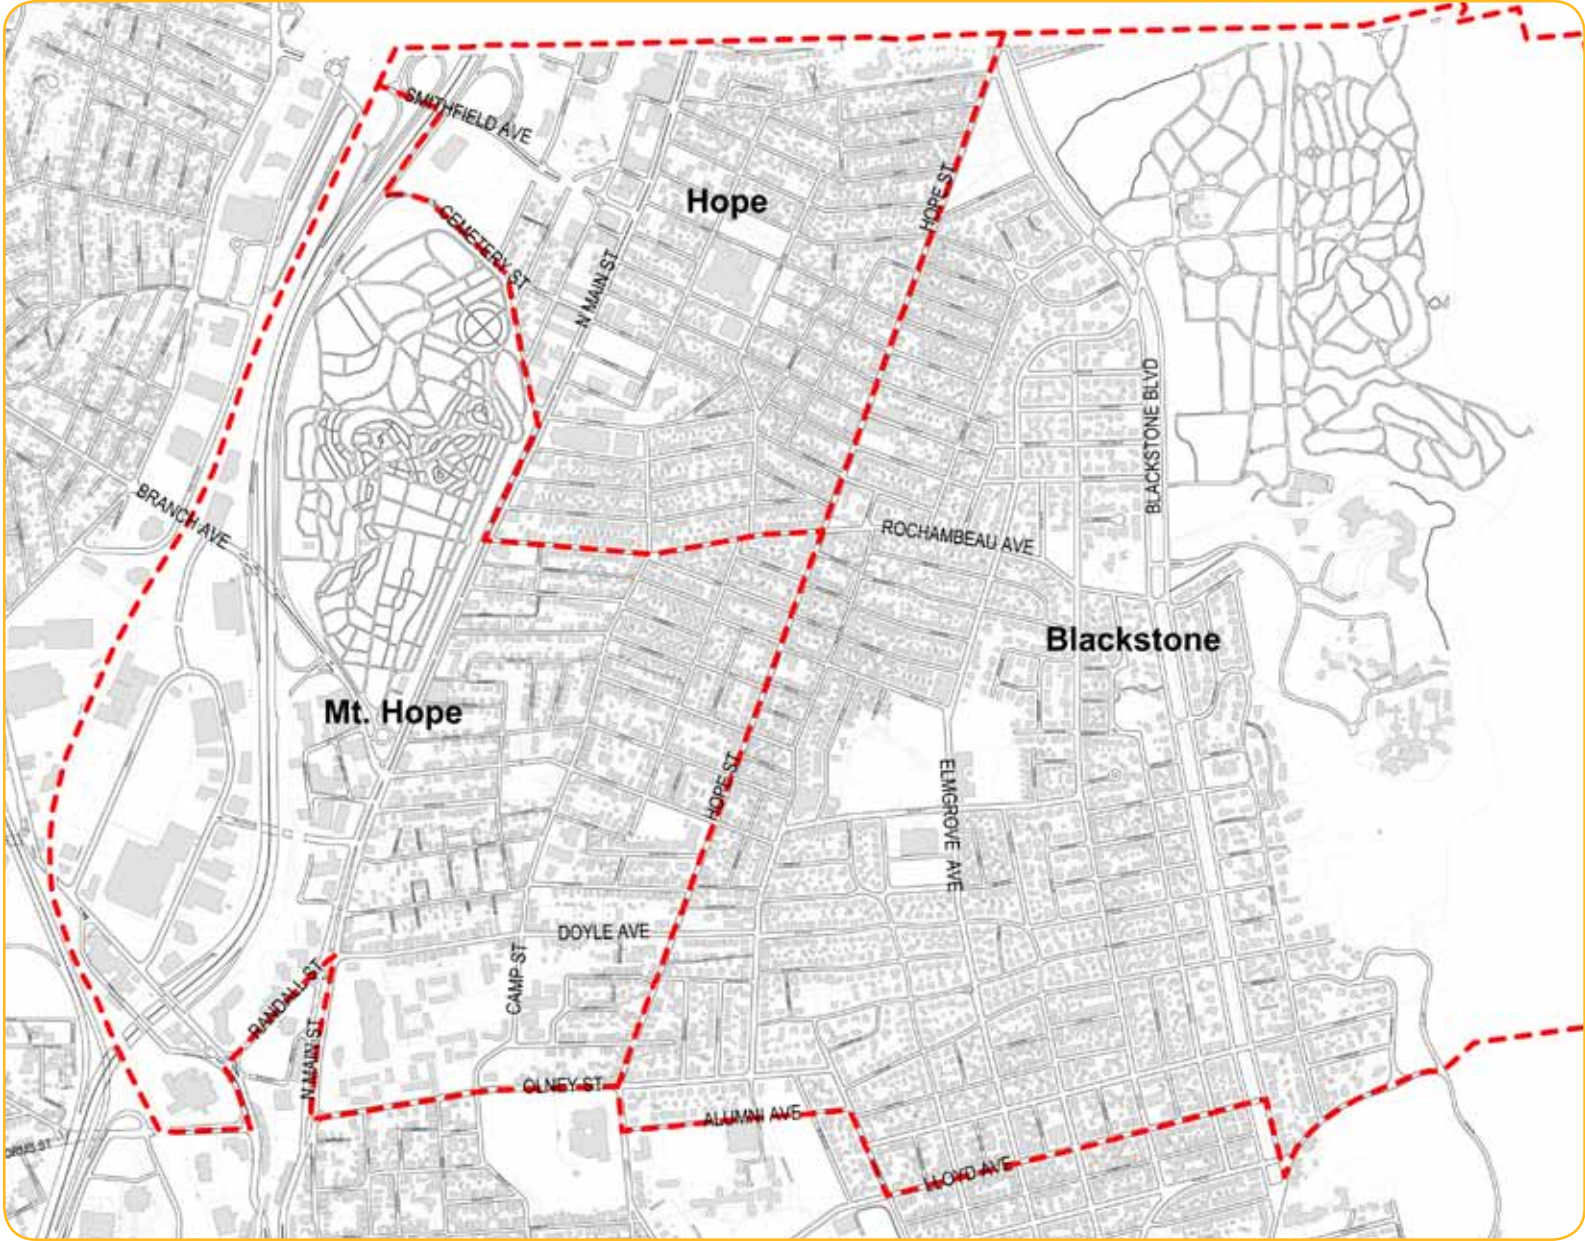 SMITHFIELD AVE
Hope
HOPE ST
CEMETERY ST
N MAIN ST
BLACKSTONE BLVD
BRANCH AVE
ROCHAMBEAU AVE
Blackstone
Mt. Hope
HOPE ST
ELMGROVE AVE
DOYLE AVE
CAMP ST
RANDALL ST
N MAIN ST
OLNEY ST
ALUMNI AVE
LLOYD AVE